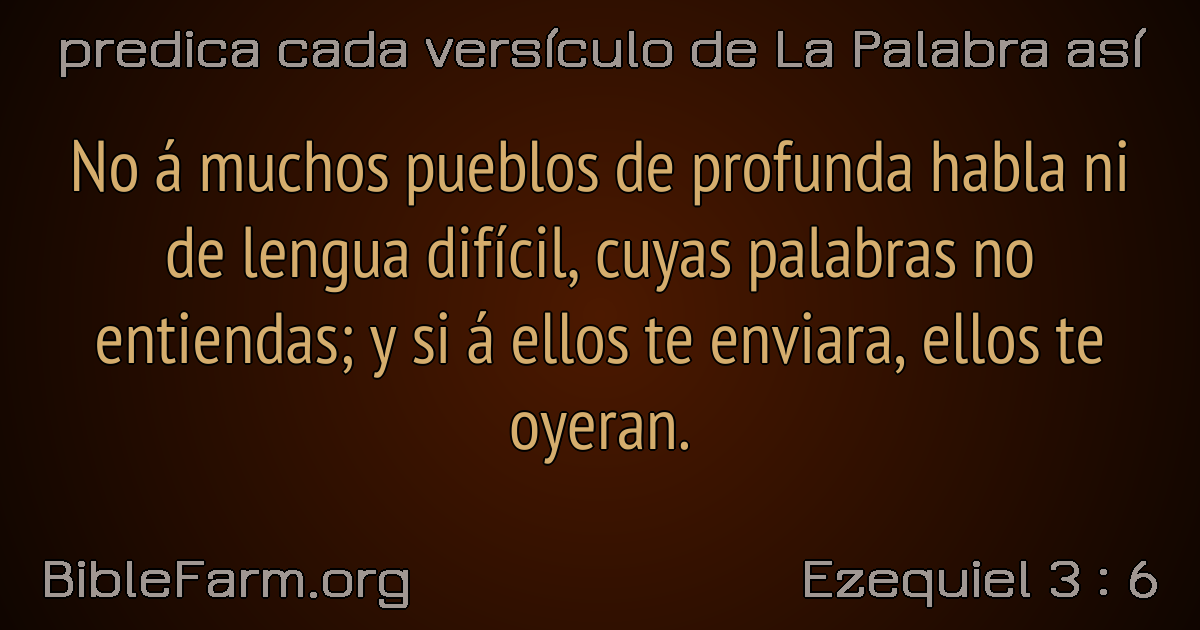 predica cada versículo de La Palabra así
No á muchos pueblos de profunda habla ni
de lengua difícil, cuyas palabras no
entiendas; y si á ellos te enviara, ellos te
oyeran.
BibleFarm.org
Ezequiel 3 : 6